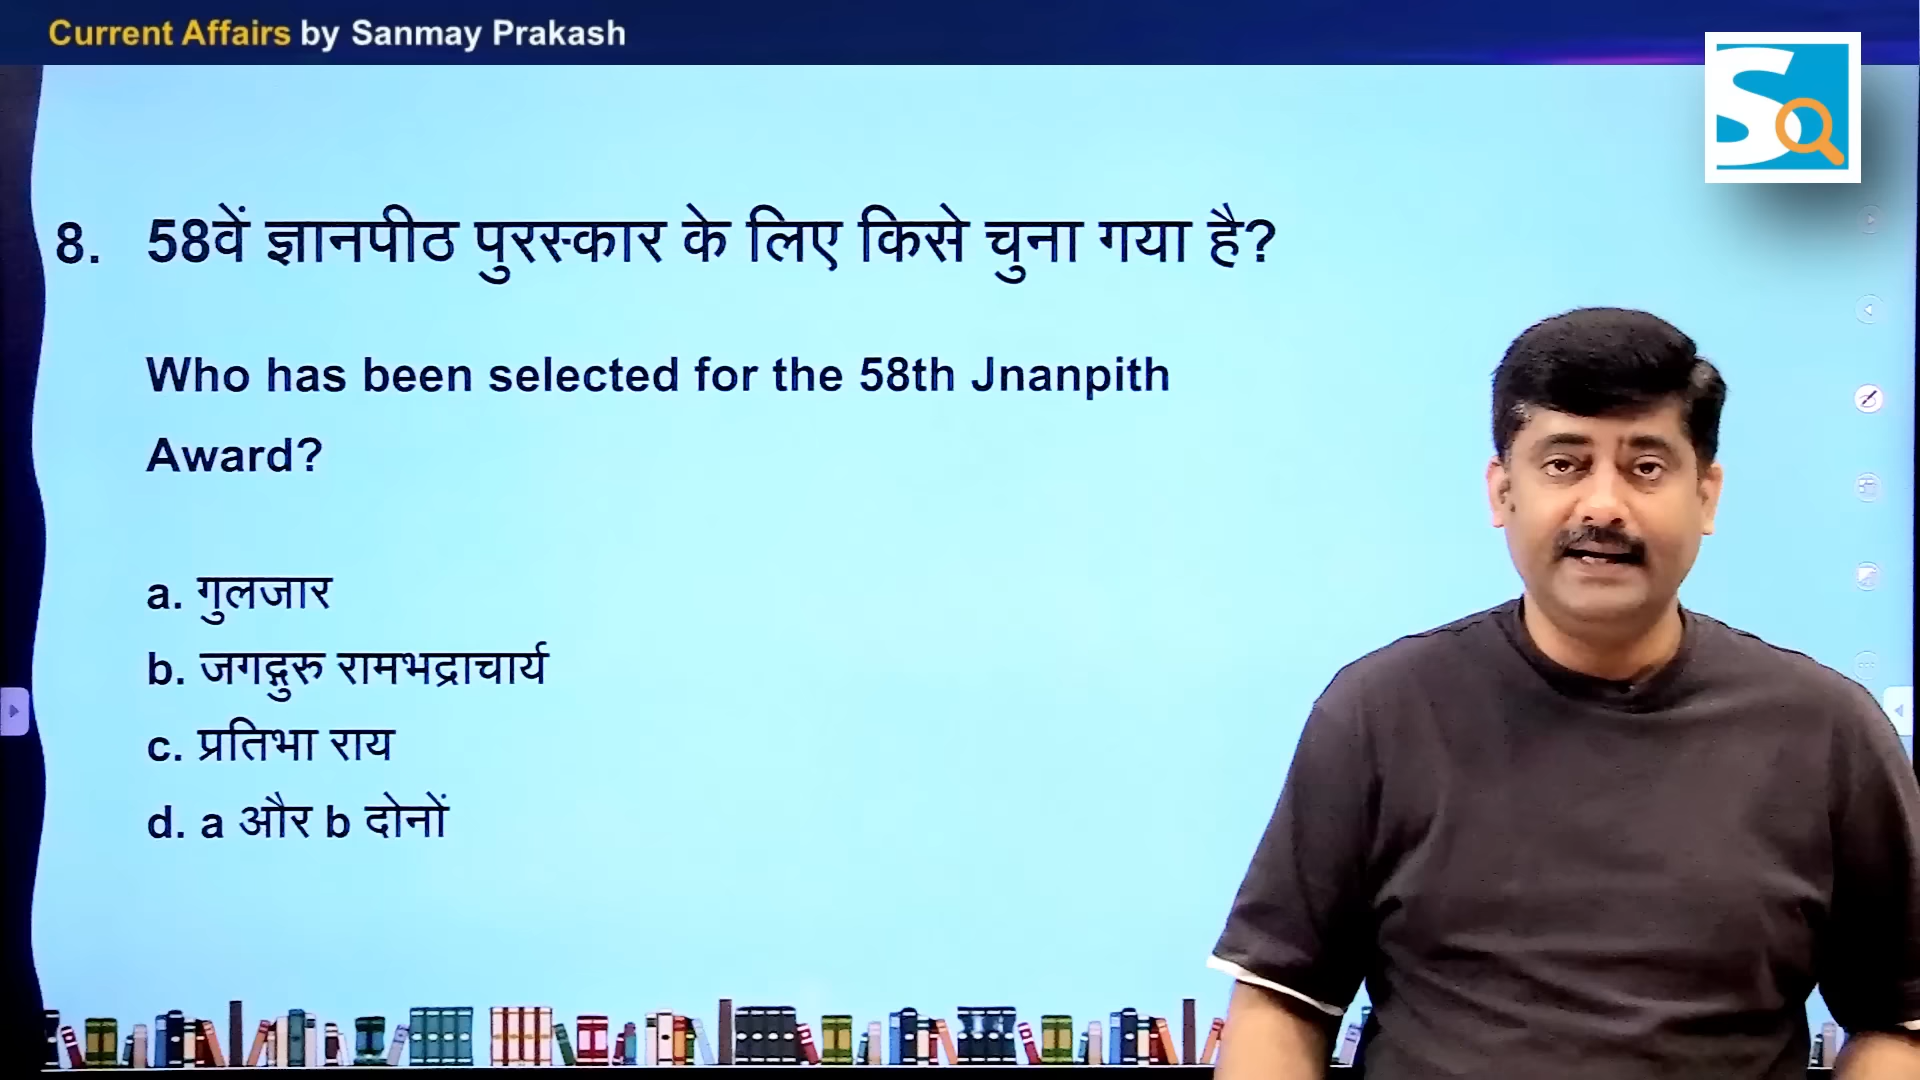 Current Affairs by Sanmay Prakash
SQ
8. 58वें ज्ञानपीठ पुरस्कार के लिए किसे चुना गया है?
Who has been selected for the 58th Jnanpith
Award?
a. गुलजार
b. जगद्गुरु रामभद्राचार्य
c. प्रतिभा राय
d. a और b दोनों